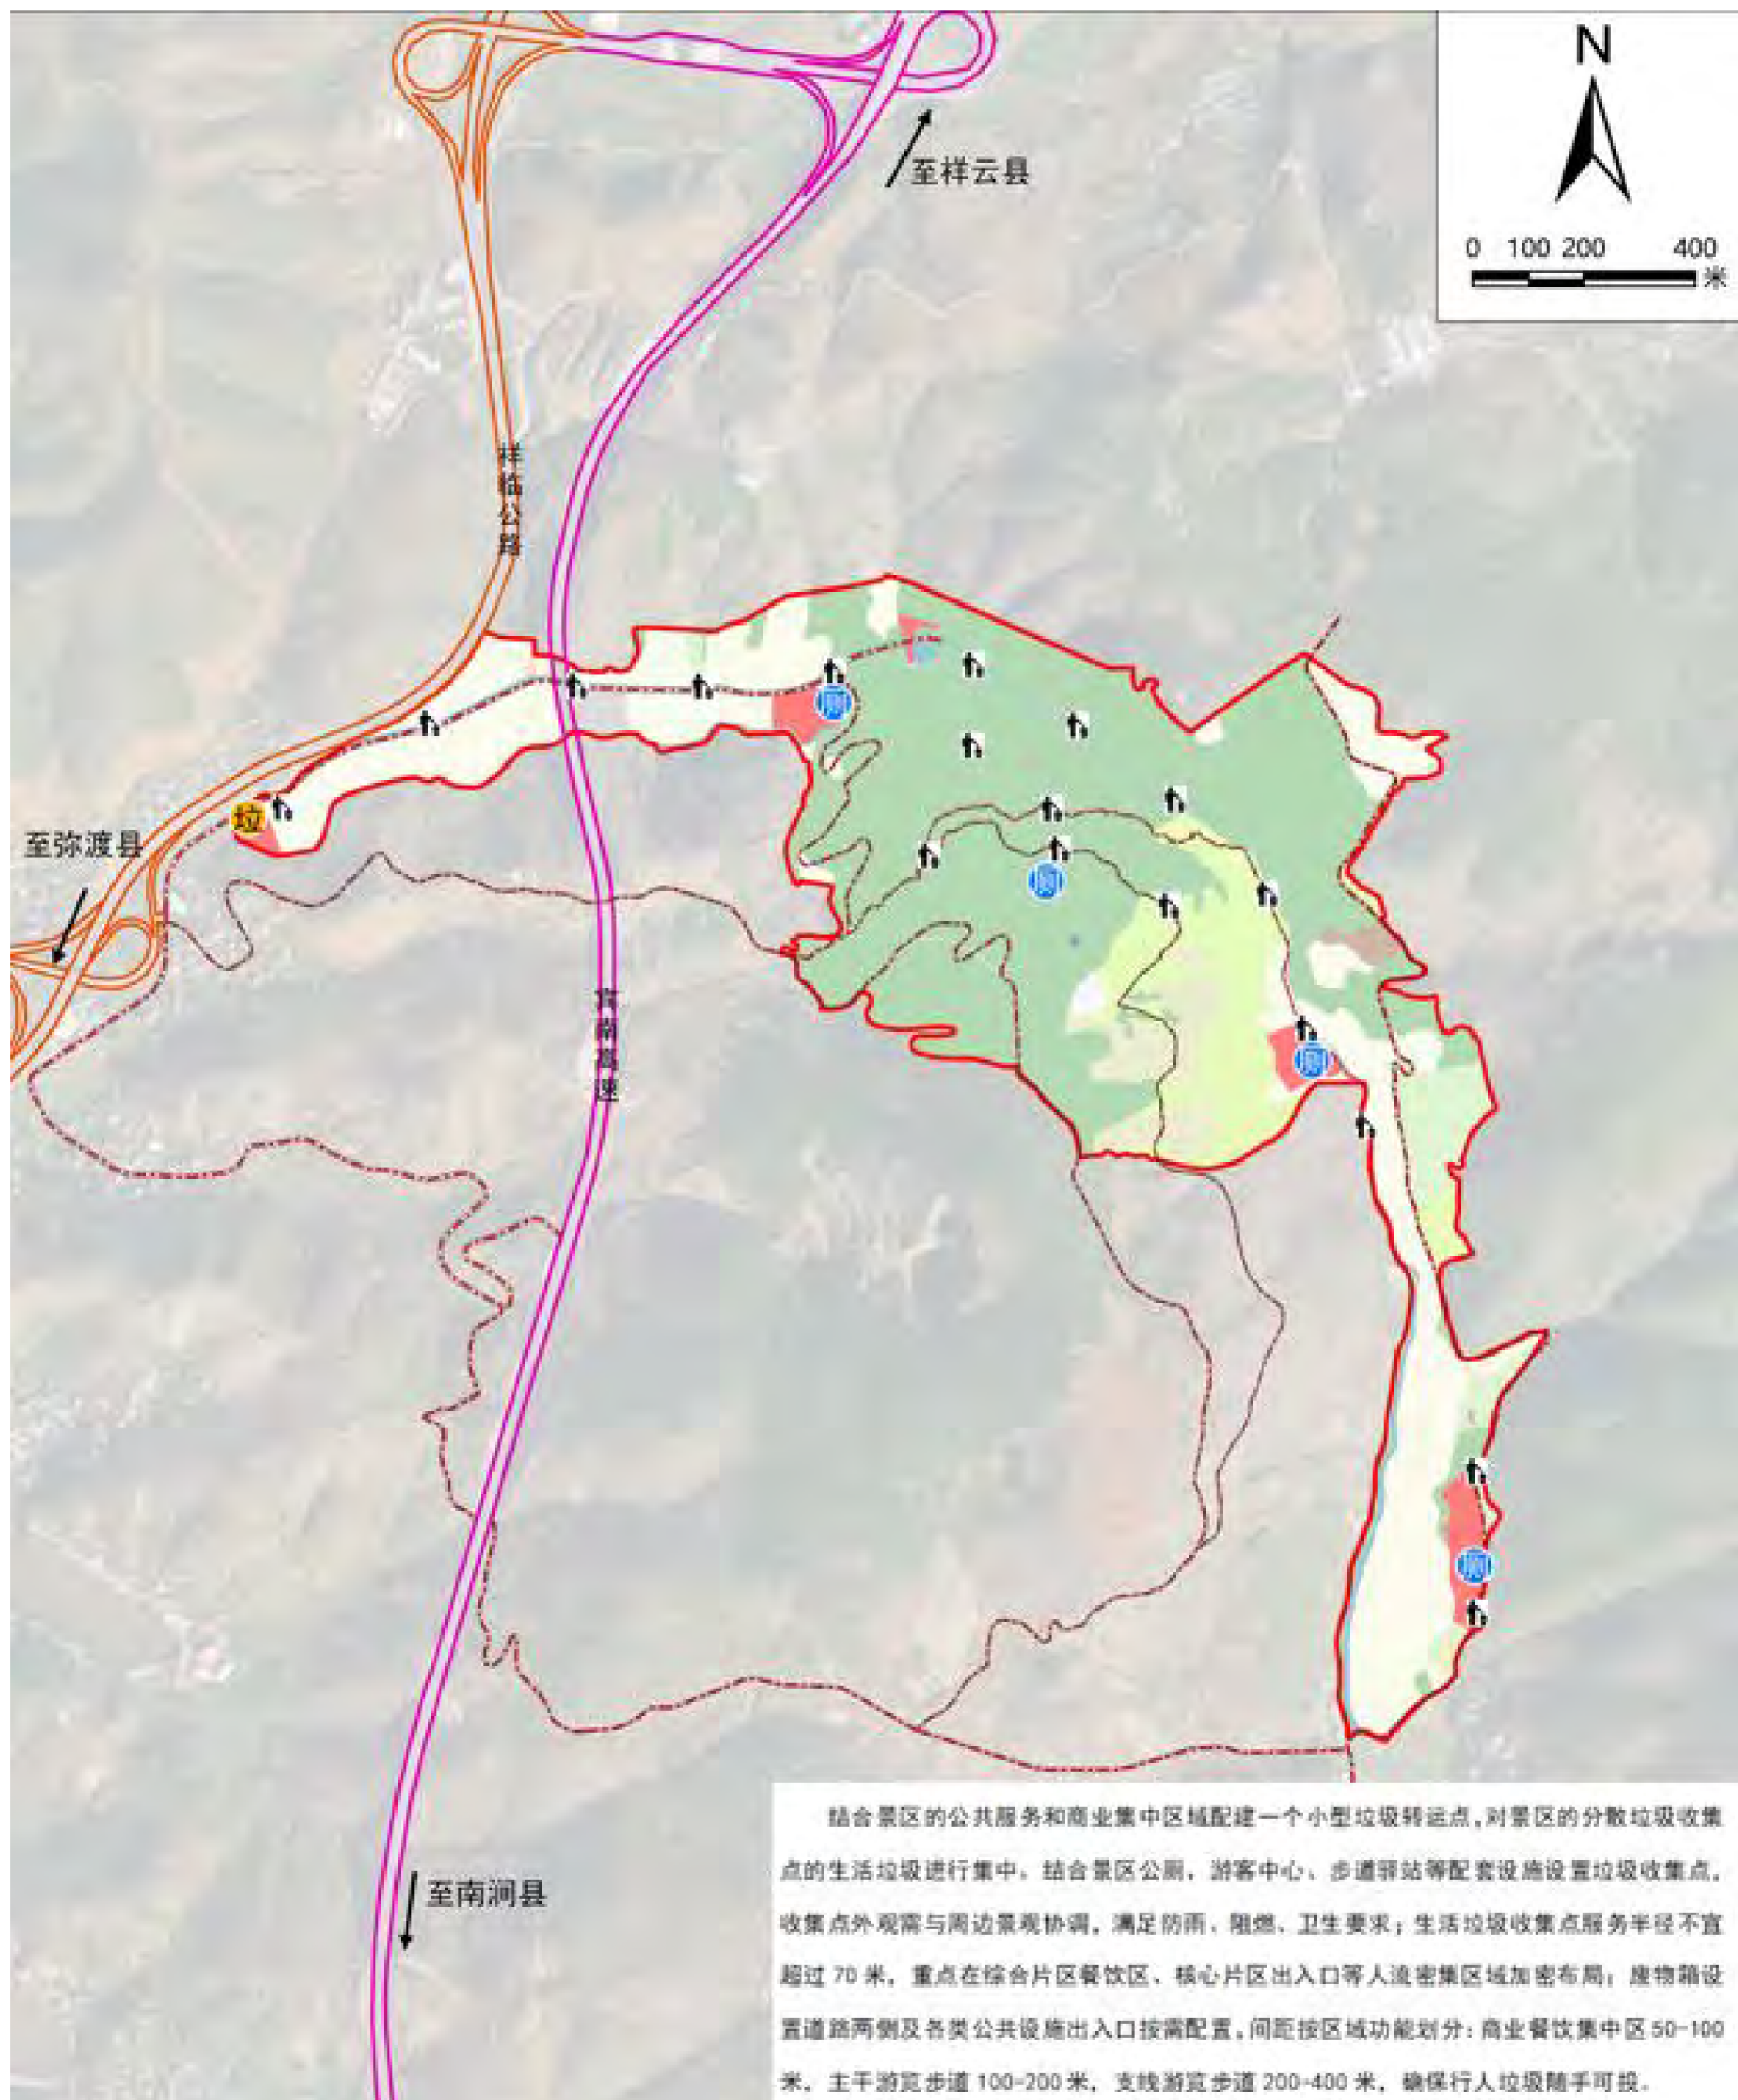 N
0 100 200 400
米
至祥云县
祥临公路
垃
厕
至弥渡县
厕
宾南高速
厕
厕
至南涧县
结合景区的公共服务和商业集中区域配建一个小型垃圾转运点,对景区的分散垃圾收集
点的生活垃圾进行集中。结合景区公厕、游客中心、步道驿站等配套设施设置垃圾收集点,
收集点外观需与周边景观协调,满足防雨、阻燃、卫生要求;生活垃圾收集点服务半径不宜
超过 70 米,重点在综合片区餐饮区、核心片区出入口等人流密集区域加密布局;废物箱设
置道路两侧及各类公共设施出入口按需配置,间距按区域功能划分:商业餐饮集中区 50-100
米,主干游览步道 100-200 米,支线游览步道 200-400 米,确保行人垃圾随手可投。